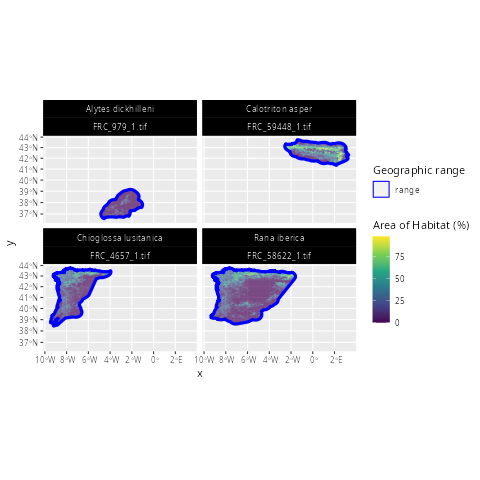 Alytes dickhilleni
Calotriton asper
FRC_979_1.tif
FRC_59448_1.tif
44°N
43°N
42°N
41°N
40°N
39°N
38°N
37°N
Chioglossa lusitanica
Rana iberica
FRC_4657_1.tif
FRC_58622_1.tif
44°N
43°N
42°N
41°N
40°N
39°N
38°N
37°N
10°W 8°W 6°W 4°W 2°W 0° 2°E
10°W 8°W 6°W 4°W 2°W 0° 2°E
x
y
Geographic range
range
Area of Habitat (%)
75
50
25
0